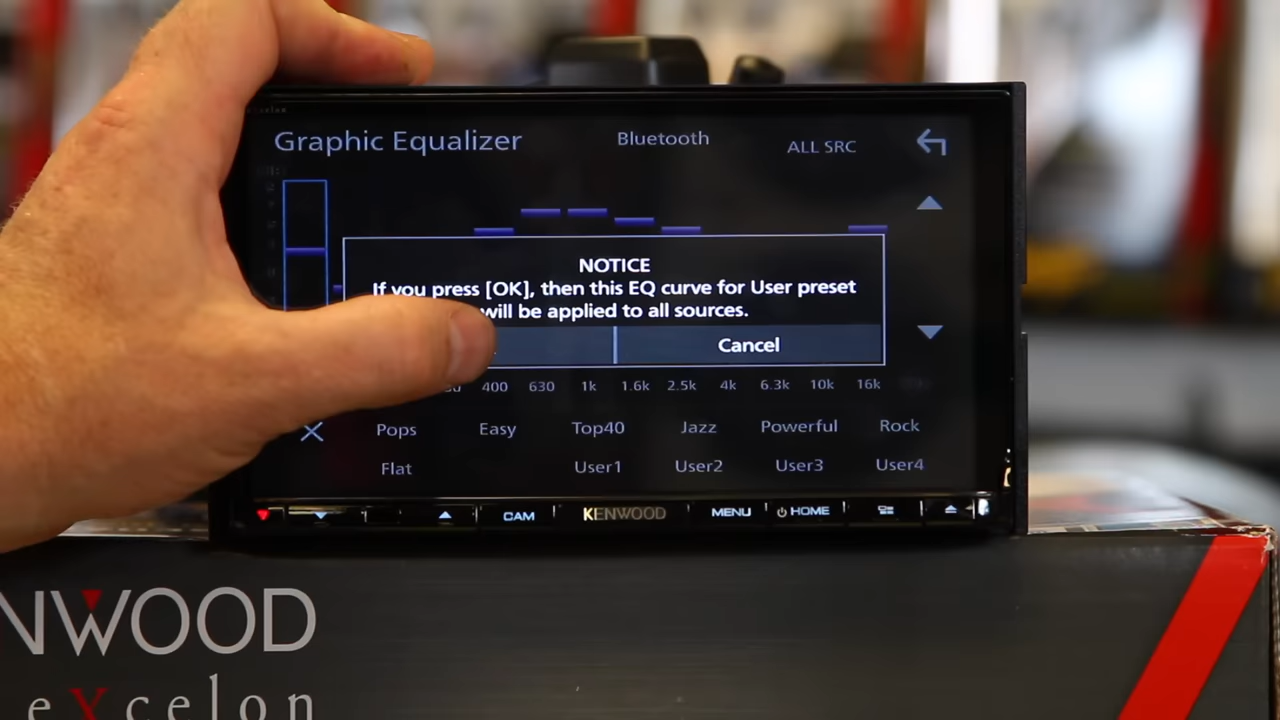 Graphic Equalizer
Bluetooth
ALL SRC
NOTICE
If you press [OK], then this EQ curve for User preset
will be applied to all sources.
Cancel
400 630 1k 1.6k 2.5k 4k 6.3k 10k 16k
Pops Easy Top40 Jazz Powerful Rock
Flat User1 User2 User3 User4
CAM KENWOOD MENU HOME
NWOOD
eXcelon